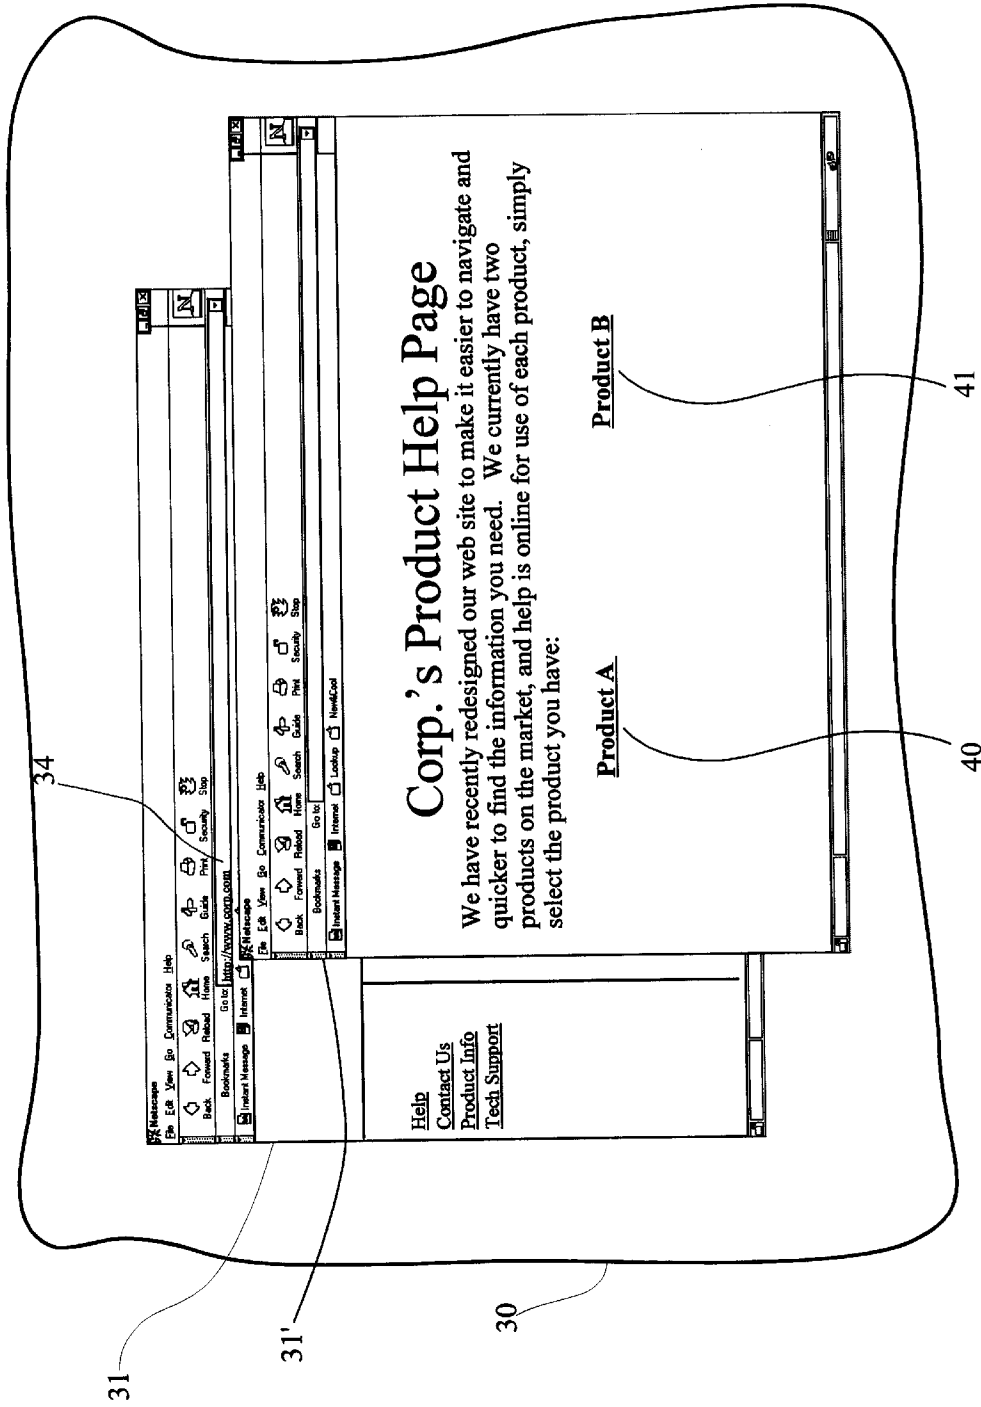 34
Netscape
File Edit View Go Communicator Help
Back Forward Reload Home Search Guide Print Security Stop
Bookmarks Go to: http://www.corp.com
Instant Message Internet
N
Netscape
File Edit View Go Communicator Help
Back Forward Reload Home Search Guide Print Security Stop
Bookmarks Go to:
Instant Message Internet Lookup New&Cool
N
31
31'
Help
Contact Us
Product Info
Tech Support
Corp.'s Product Help Page
We have recently redesigned our web site to make it easier to navigate and
quicker to find the information you need. We currently have two
products on the market, and help is online for use of each product, simply
select the product you have:
Product A Product B
30
40
41